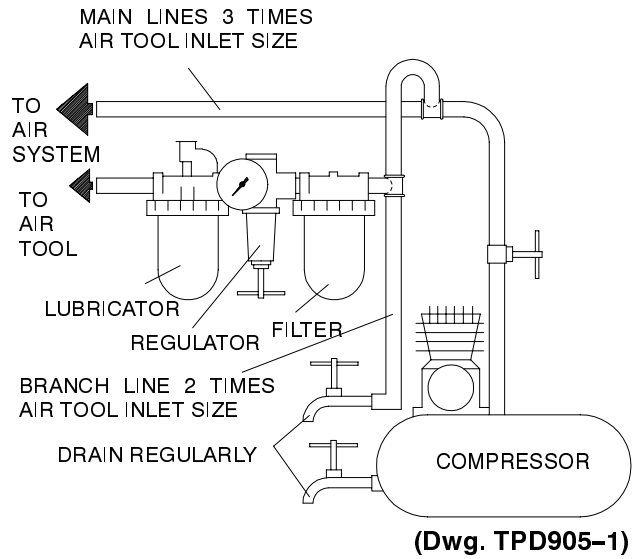 MAIN LINES 3 TIMES
AIR TOOL INLET SIZE
TO
AIR
SYSTEM
TO
AIR
TOOL
LUBRICATOR
REGULATOR
FILTER
BRANCH LINE 2 TIMES
AIR TOOL INLET SIZE
DRAIN REGULARLY
COMPRESSOR
(Dwg. TPD905–1)